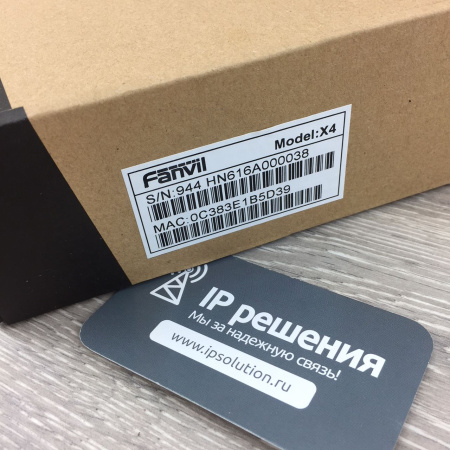 Fanvil
Model:X4
S/N:944 HN616A000038
MAC:0C383E1B5D39
IP решения
Мы за надежную связь!
www.ipsolution.ru